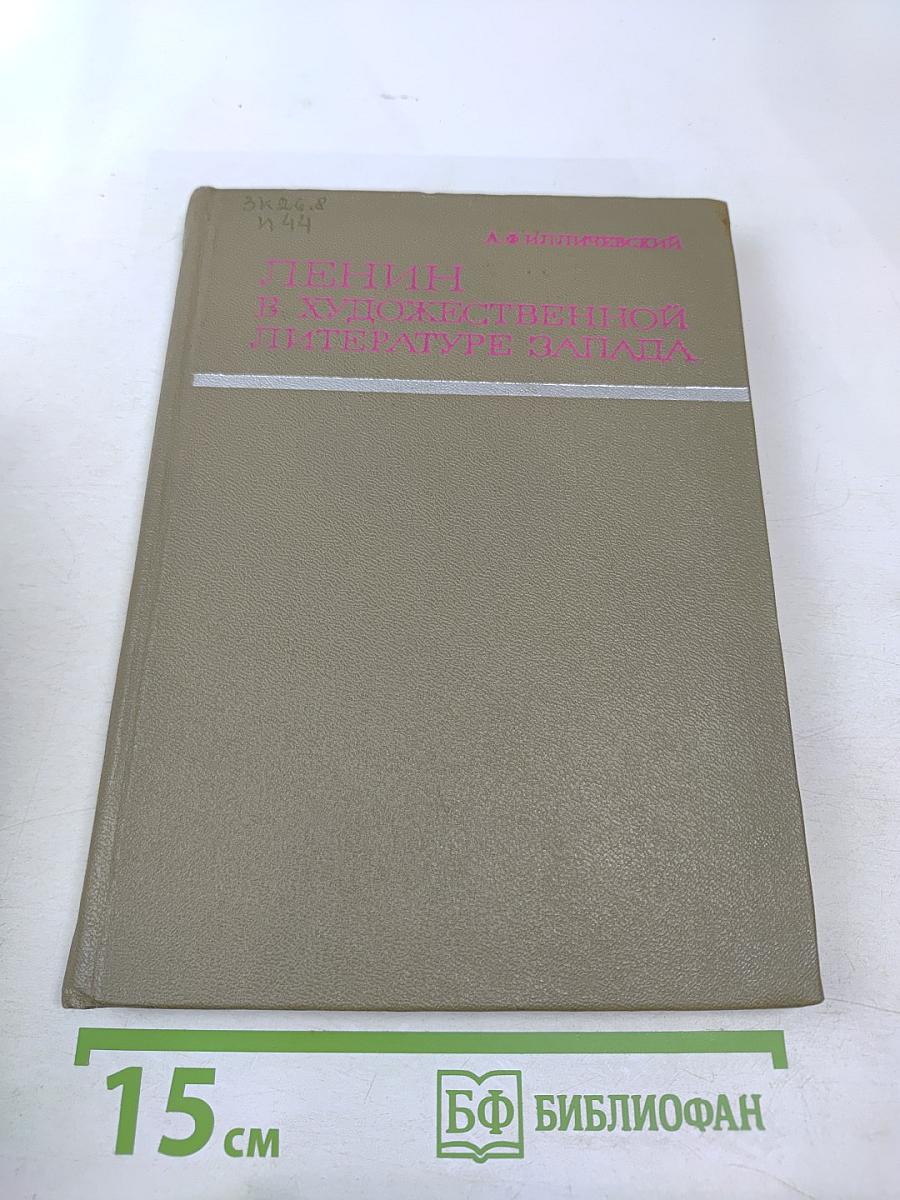 3К26.8
И44
А Ф ИЛЛИЧЕВСКИЙ
ЛЕНИН
В ХУДОЖЕСТВЕННОЙ
ЛИТЕРАТУРЕ ЗАПАДА
15 см
БФ БИБЛИОФАН